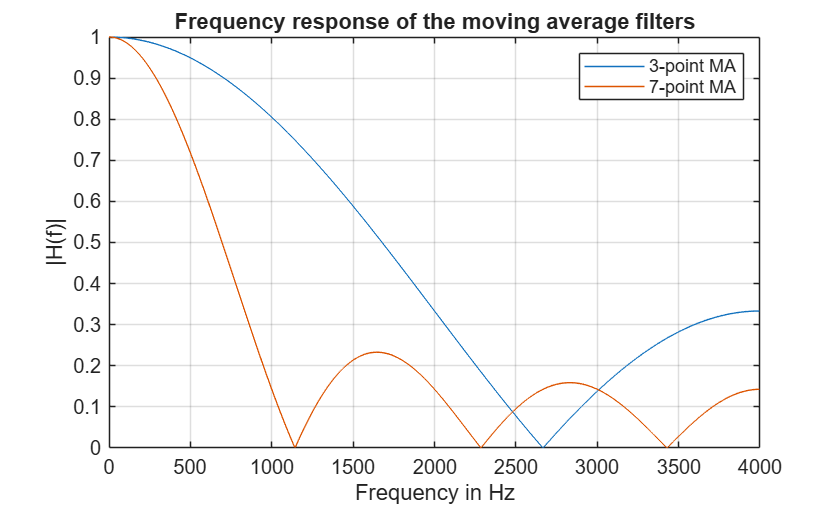 Frequency response of the moving average filters
3-point MA
7-point MA
|H(f)|
1
0.9
0.8
0.7
0.6
0.5
0.4
0.3
0.2
0.1
0
0 500 1000 1500 2000 2500 3000 3500 4000
Frequency in Hz